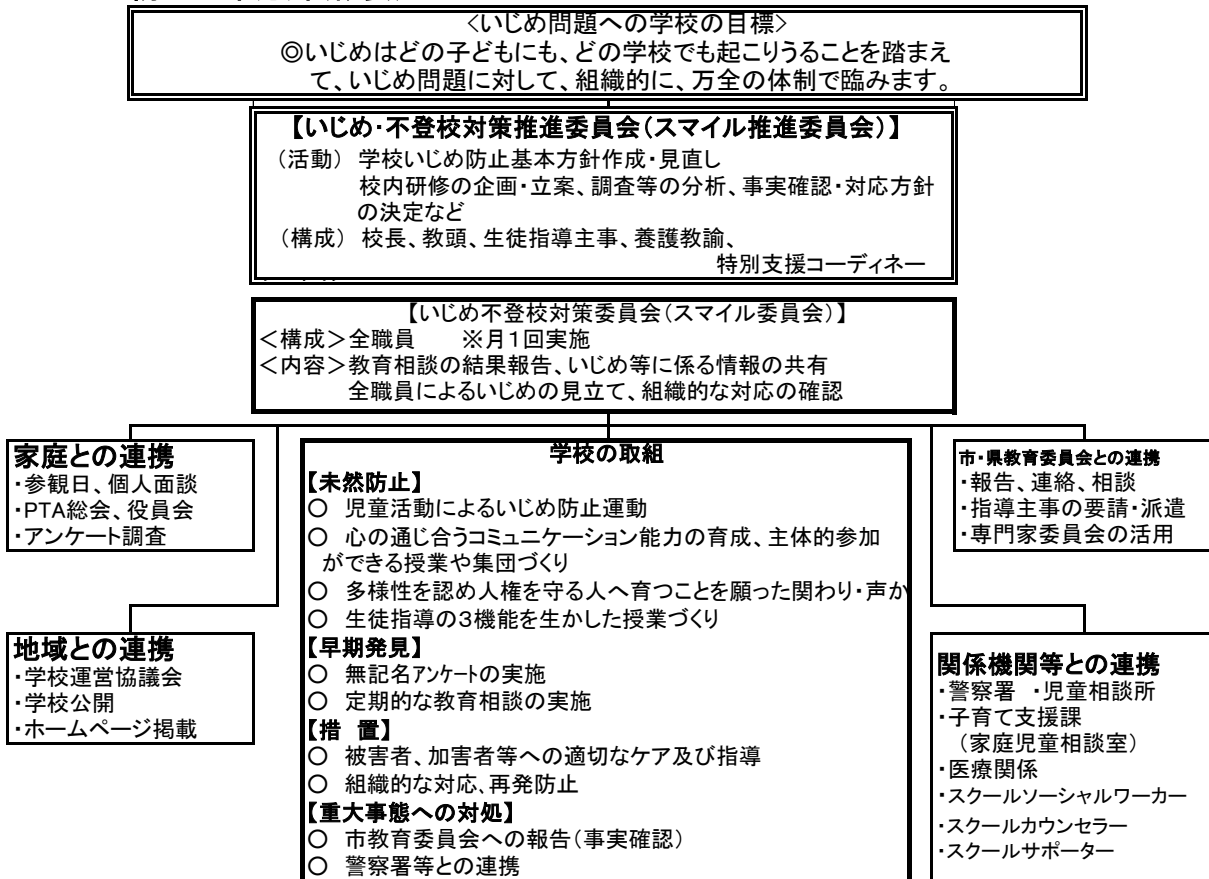 <いじめ問題への学校の目標>
◎いじめはどの子どもにも、どの学校でも起こりうることを踏まえ
て、いじめ問題に対して、組織的に、万全の体制で臨みます。
【いじめ・不登校対策推進委員会(スマイル推進委員会)】
(活動) 学校いじめ防止基本方針作成・見直し
校内研修の企画・立案、調査等の分析、事実確認・対応方針
の決定など
(構成) 校長、教頭、生徒指導主事、養護教諭、
特別支援コーディネー
【いじめ不登校対策委員会(スマイル委員会)】
<構成>全職員 ※月1回実施
<内容>教育相談の結果報告、いじめ等に係る情報の共有
全職員によるいじめの見立て、組織的な対応の確認
家庭との連携
・参観日、個人面談
・PTA総会、役員会
・アンケート調査
地域との連携
・学校運営協議会
・学校公開
・ホームページ掲載
学校の取組
【未然防止】
○ 児童活動によるいじめ防止運動
○ 心の通じ合うコミュニケーション能力の育成、主体的参加
ができる授業や集団づくり
○ 多様性を認め人権を守る人へ育つことを願った関わり・声か
○ 生徒指導の3機能を生かした授業づくり
【早期発見】
○ 無記名アンケートの実施
○ 定期的な教育相談の実施
【措 置】
○ 被害者、加害者等への適切なケア及び指導
○ 組織的な対応、再発防止
【重大事態への対処】
○ 市教育委員会への報告(事実確認)
○ 警察署等との連携
市・県教育委員会との連携
・報告、連絡、相談
・指導主事の要請・派遣
・専門家委員会の活用
関係機関等との連携
・警察署 ・児童相談所
・子育て支援課
(家庭児童相談室)
・医療関係
・スクールソーシャルワーカー
・スクールカウンセラー
・スクールサポーター